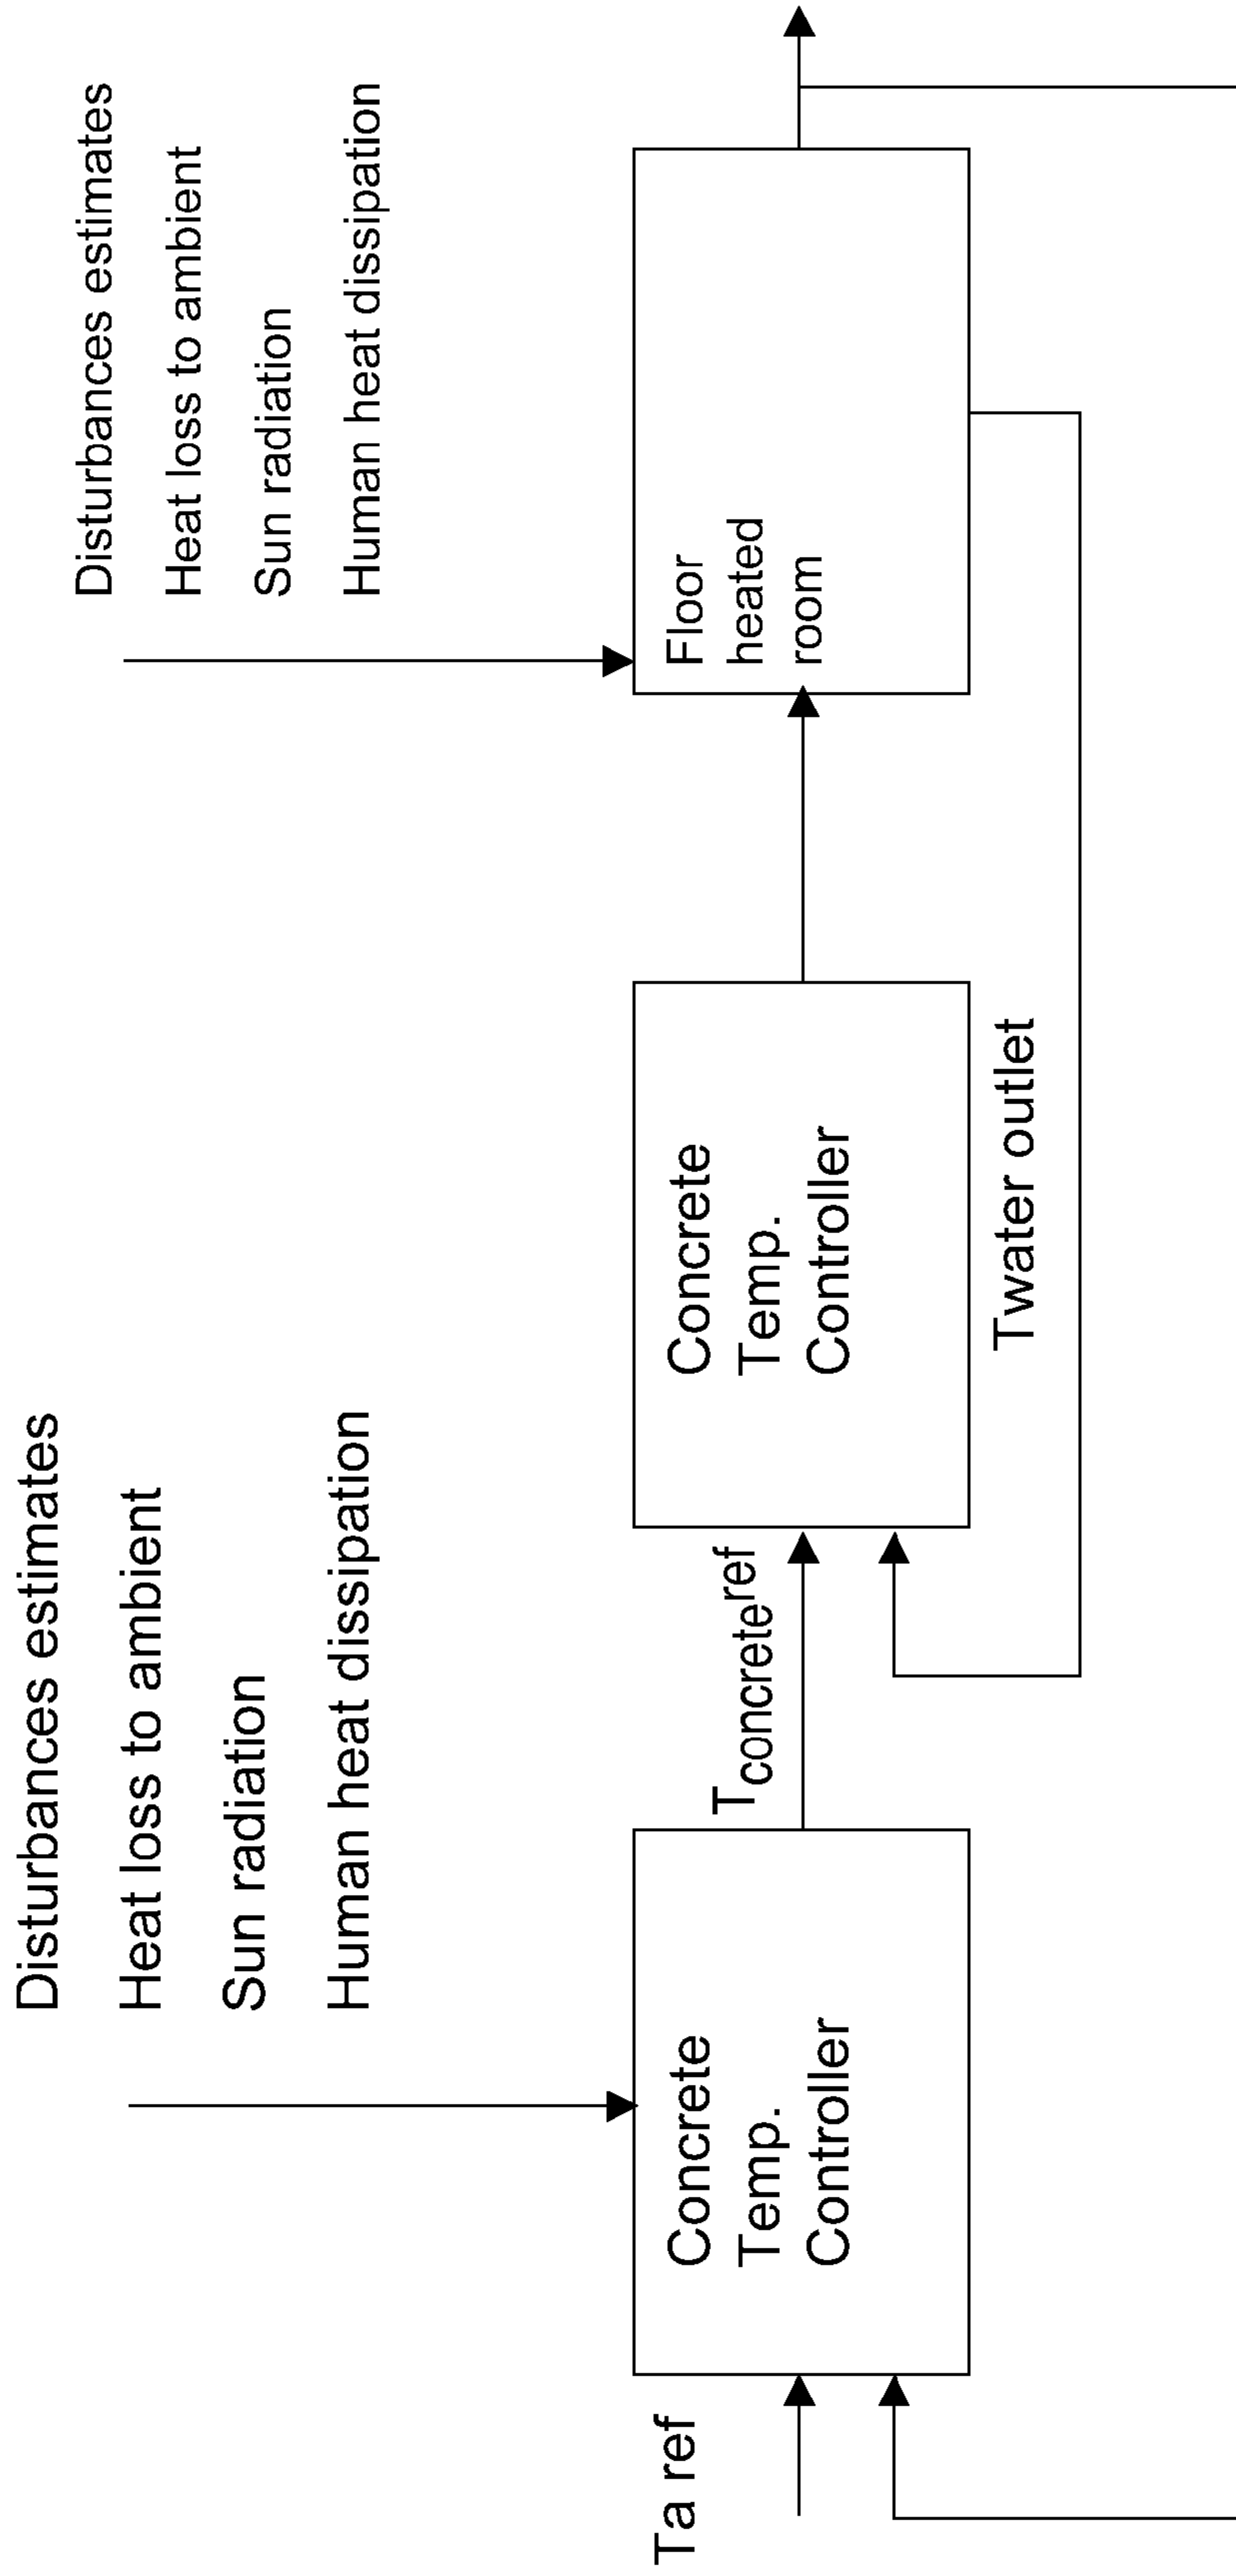 Disturbances estimates
Heat loss to ambient
Sun radiation
Human heat dissipation
Disturbances estimates
Heat loss to ambient
Sun radiation
Human heat dissipation
Ta ref
Concrete
Temp.
Controller
Tconcreteref
Concrete
Temp.
Controller
Floor
heated
room
Twater outlet